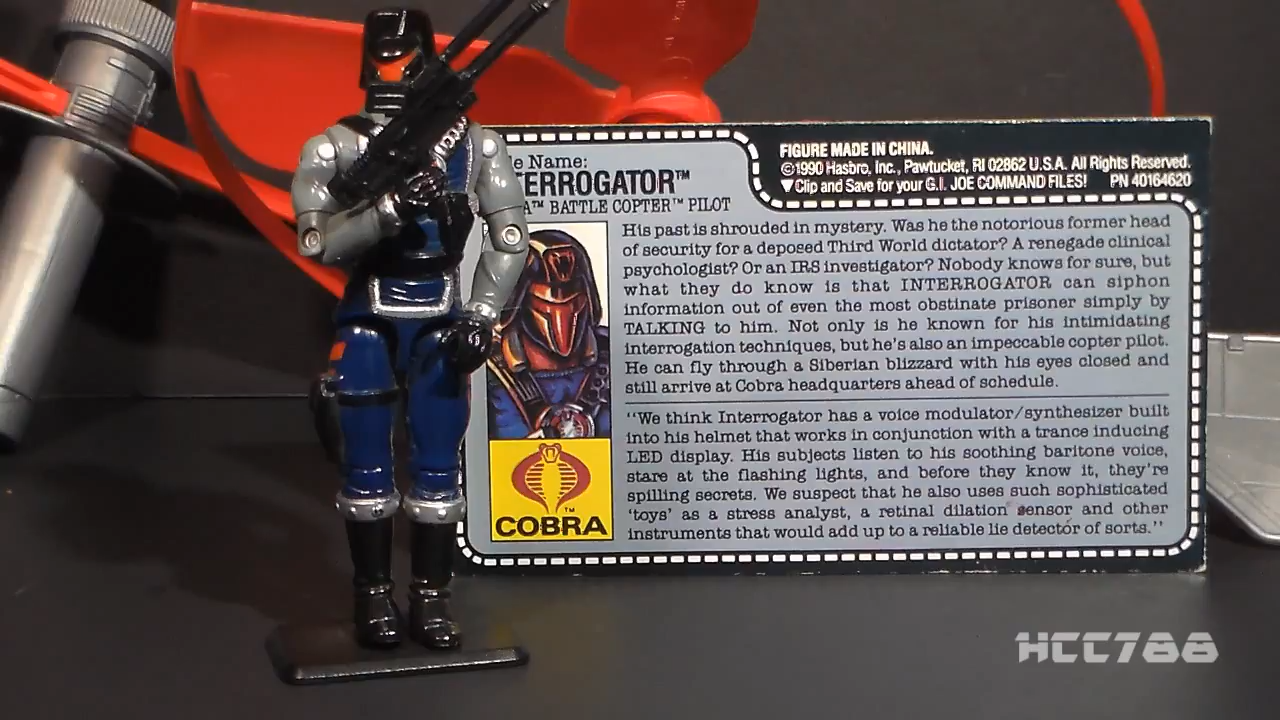 e Name:
ERROGATOR™
A™ BATTLE COPTER™ PILOT
FIGURE MADE IN CHINA.
©1990 Hasbro, Inc., Pawtucket, RI 02862 U.S.A. All Rights Reserved.
▼Clip and Save for your G.I. JOE COMMAND FILES! PN 40164620
His past is shrouded in mystery. Was he the notorious former head
of security for a deposed Third World dictator? A renegade clinical
psychologist? Or an IRS investigator? Nobody knows for sure, but
what they do know is that INTERROGATOR can siphon
information out of even the most obstinate prisoner simply by
TALKING to him. Not only is he known for his intimidating
interrogation techniques, but he's also an impeccable copter pilot.
He can fly through a Siberian blizzard with his eyes closed and
still arrive at Cobra headquarters ahead of schedule.
"We think Interrogator has a voice modulator/synthesizer built
into his helmet that works in conjunction with a trance inducing
LED display. His subjects listen to his soothing baritone voice,
stare at the flashing lights, and before they know it, they're
spilling secrets. We suspect that he also uses such sophisticated
'toys' as a stress analyst, a retinal dilation sensor and other
instruments that would add up to a reliable lie detector of sorts."
™
COBRA
HCC788